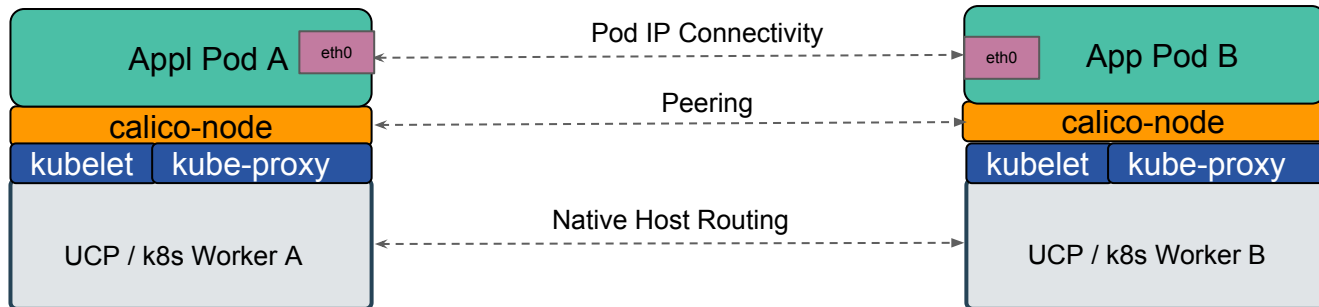 Appl Pod A
eth0
Pod IP Connectivity
eth0
App Pod B
Peering
calico-node
calico-node
kubelet
kube-proxy
kubelet
kube-proxy
Native Host Routing
UCP / k8s Worker A
UCP / k8s Worker B